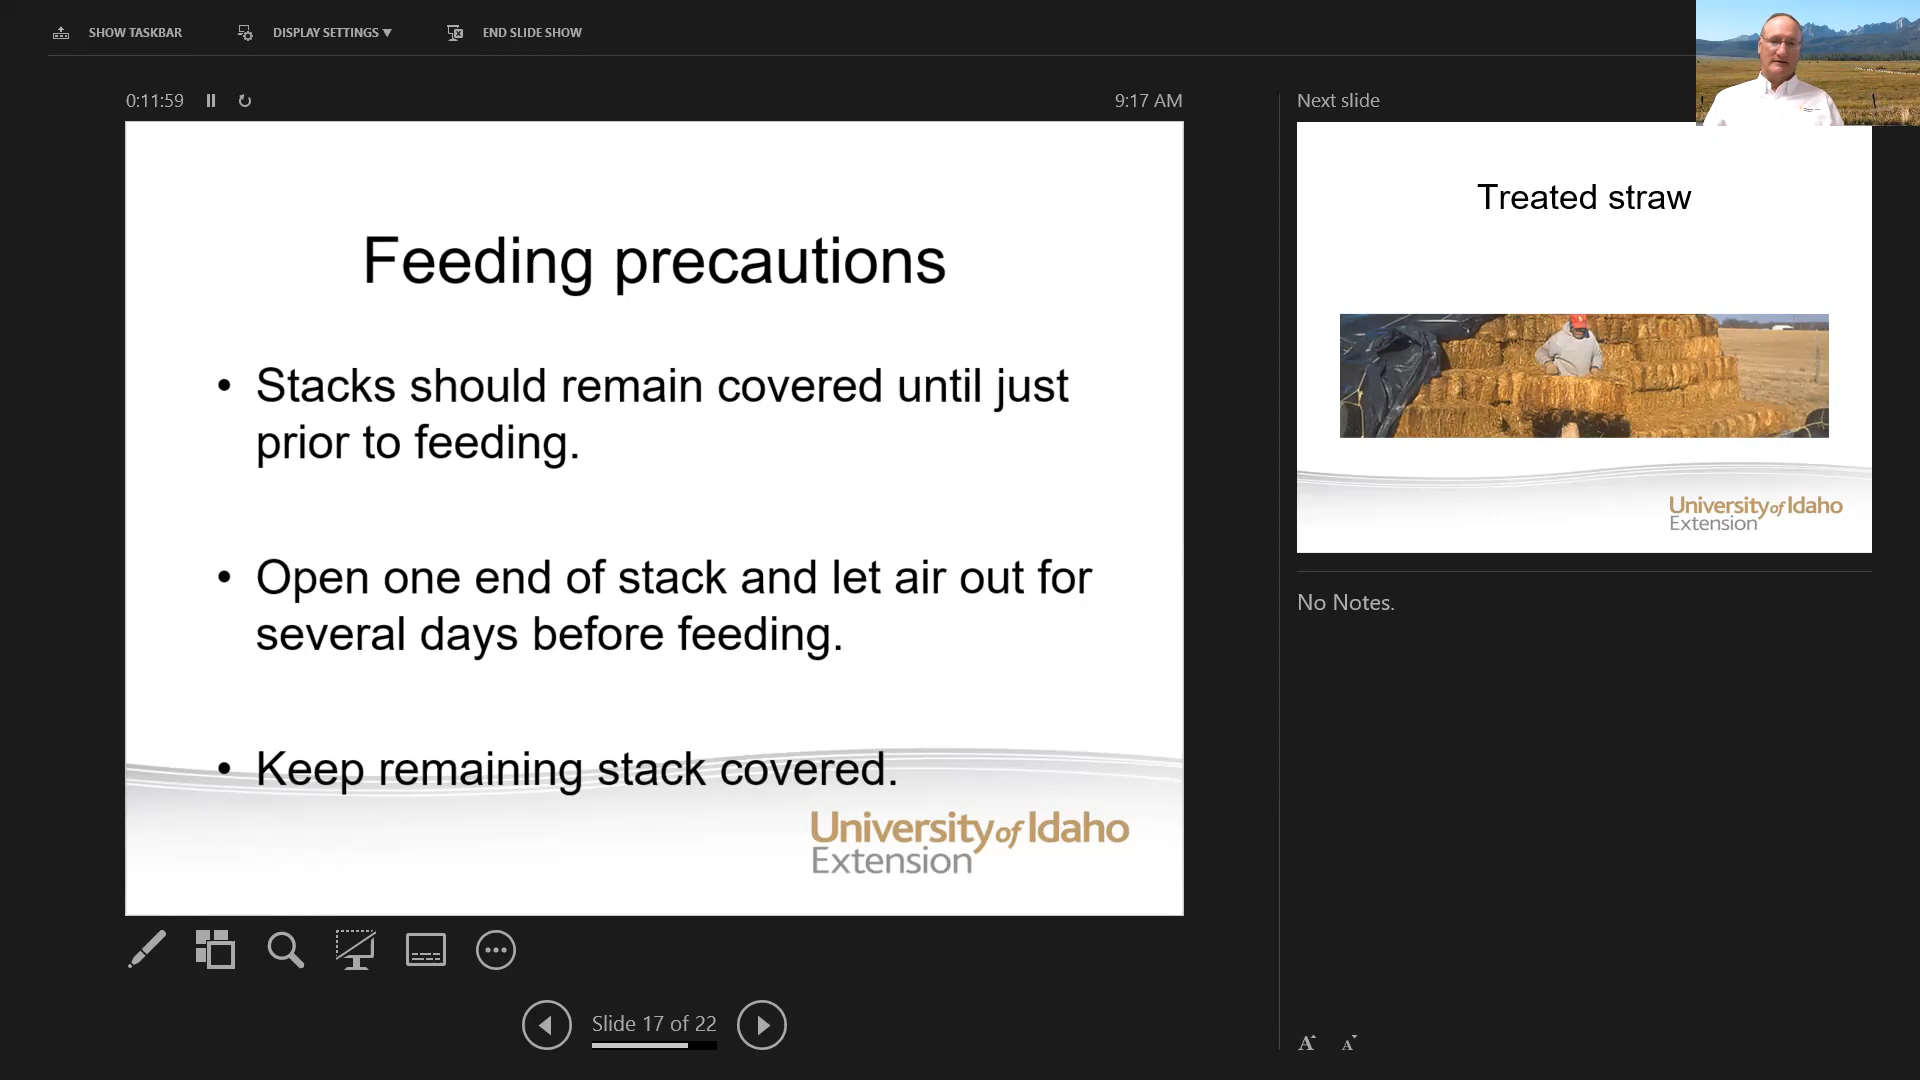 SHOW TASKBAR
DISPLAY SETTINGS ▼
END SLIDE SHOW
0:11:59
9:17 AM
Feeding precautions
• Stacks should remain covered until just
prior to feeding.
• Open one end of stack and let air out for
several days before feeding.
• Keep remaining stack covered.
University of Idaho
Extension
Slide 17 of 22
Next slide
Treated straw
University of Idaho
Extension
No Notes.
A A